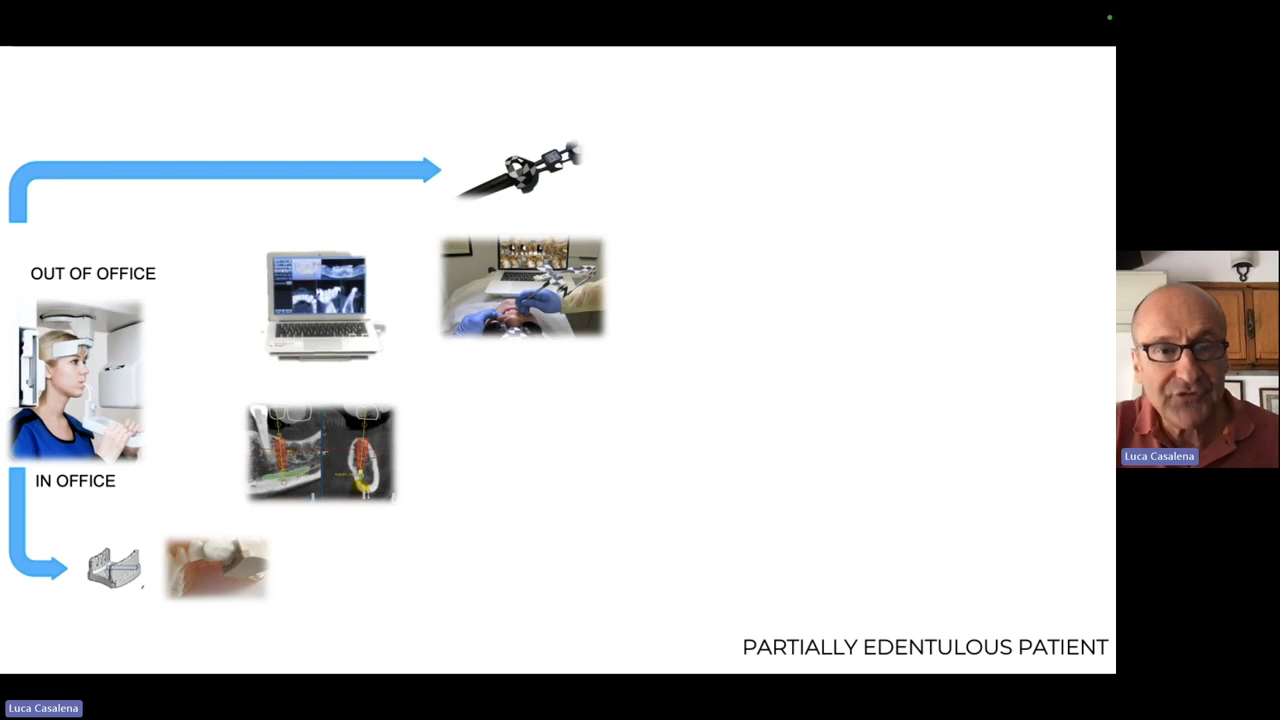 OUT OF OFFICE
IN OFFICE
PARTIALLY EDENTULOUS PATIENT
Luca Casalena
Luca Casalena